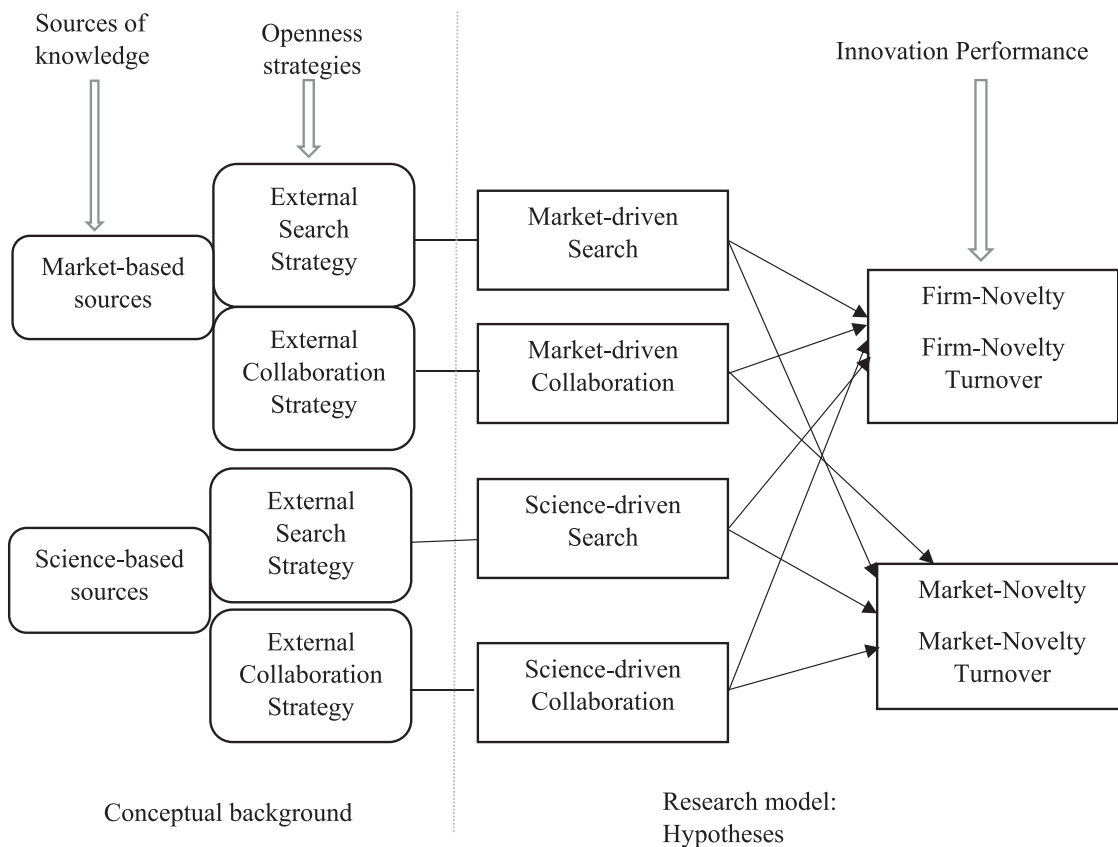 Sources of
knowledge
Openness
strategies
Innovation Performance
External
Search
Strategy
Market-based
sources
External
Collaboration
Strategy
Market-driven
Search
Market-driven
Collaboration
Firm-Novelty
Firm-Novelty
Turnover
External
Search
Strategy
Science-based
sources
External
Collaboration
Strategy
Science-driven
Search
Science-driven
Collaboration
Market-Novelty
Market-Novelty
Turnover
Conceptual background
Research model:
Hypotheses